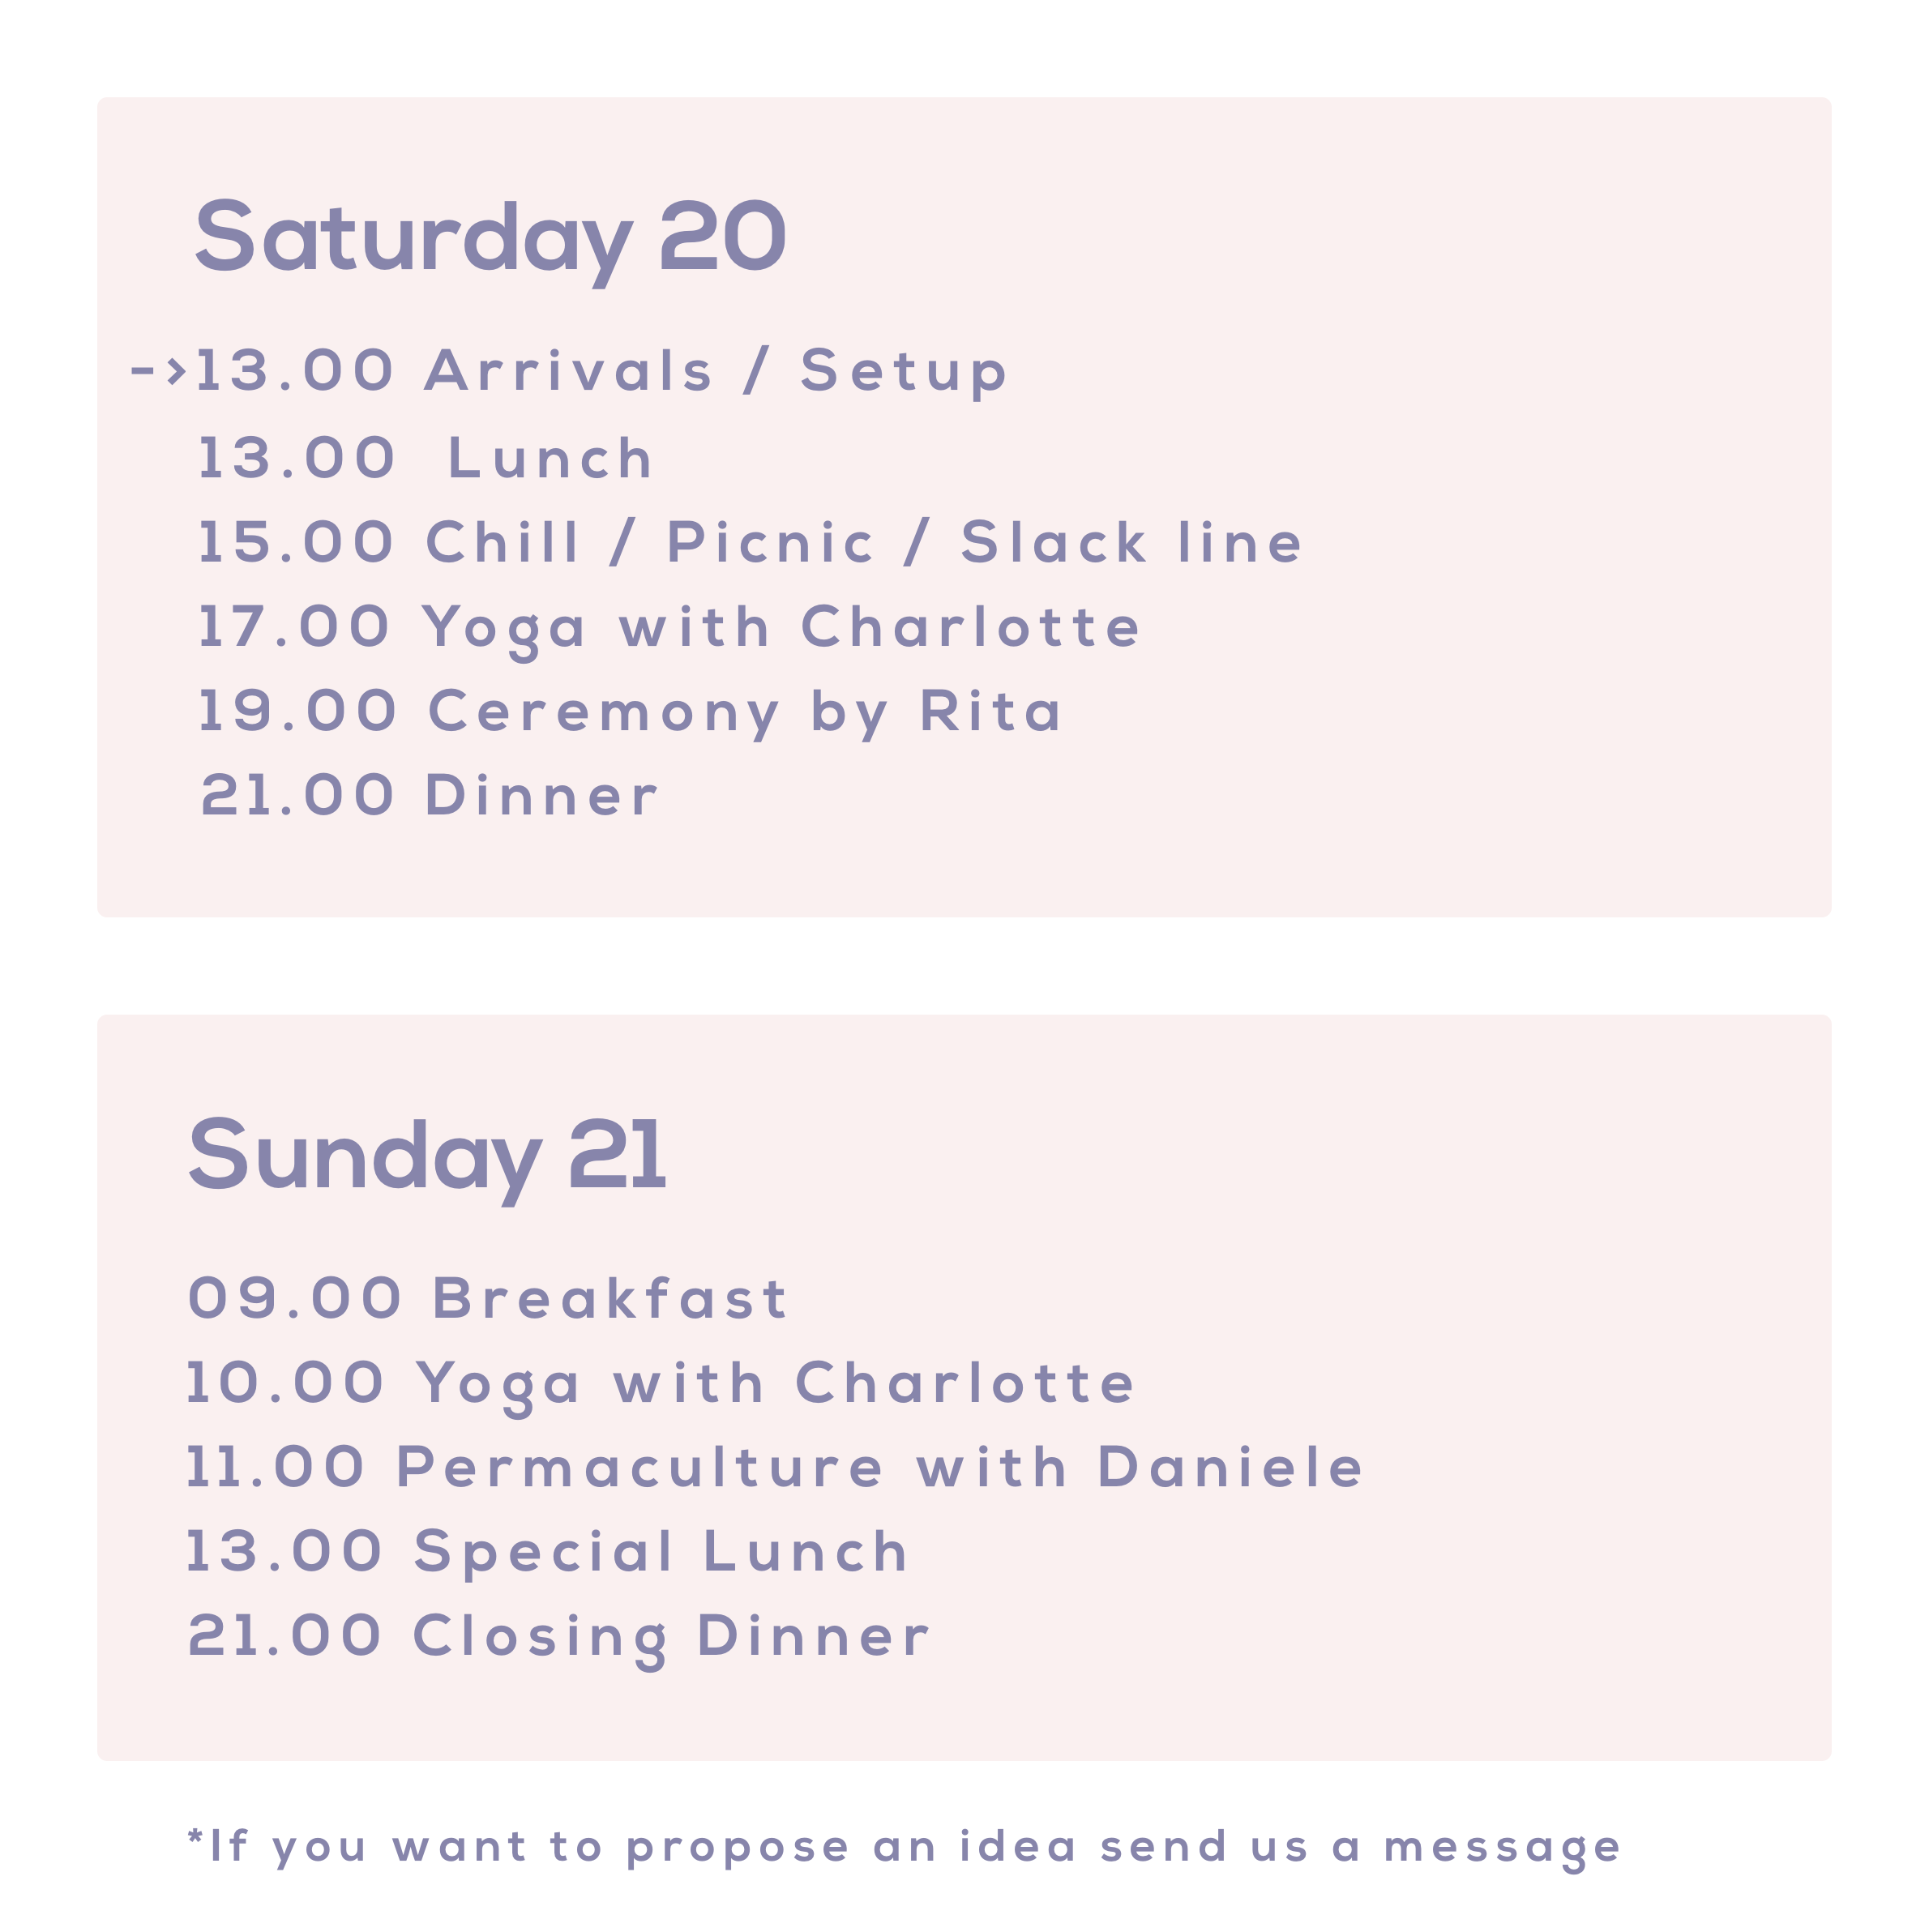 Saturday 20
->13.00 Arrivals / Setup
13.00 Lunch
15.00 Chill / Picnic / Slack line
17.00 Yoga with Charlotte
19.00 Ceremony by Rita
21.00 Dinner
Sunday 21
09.00 Breakfast
10.00 Yoga with Charlotte
11.00 Permaculture with Daniele
13.00 Special Lunch
21.00 Closing Dinner
*If you want to propose an idea send us a message